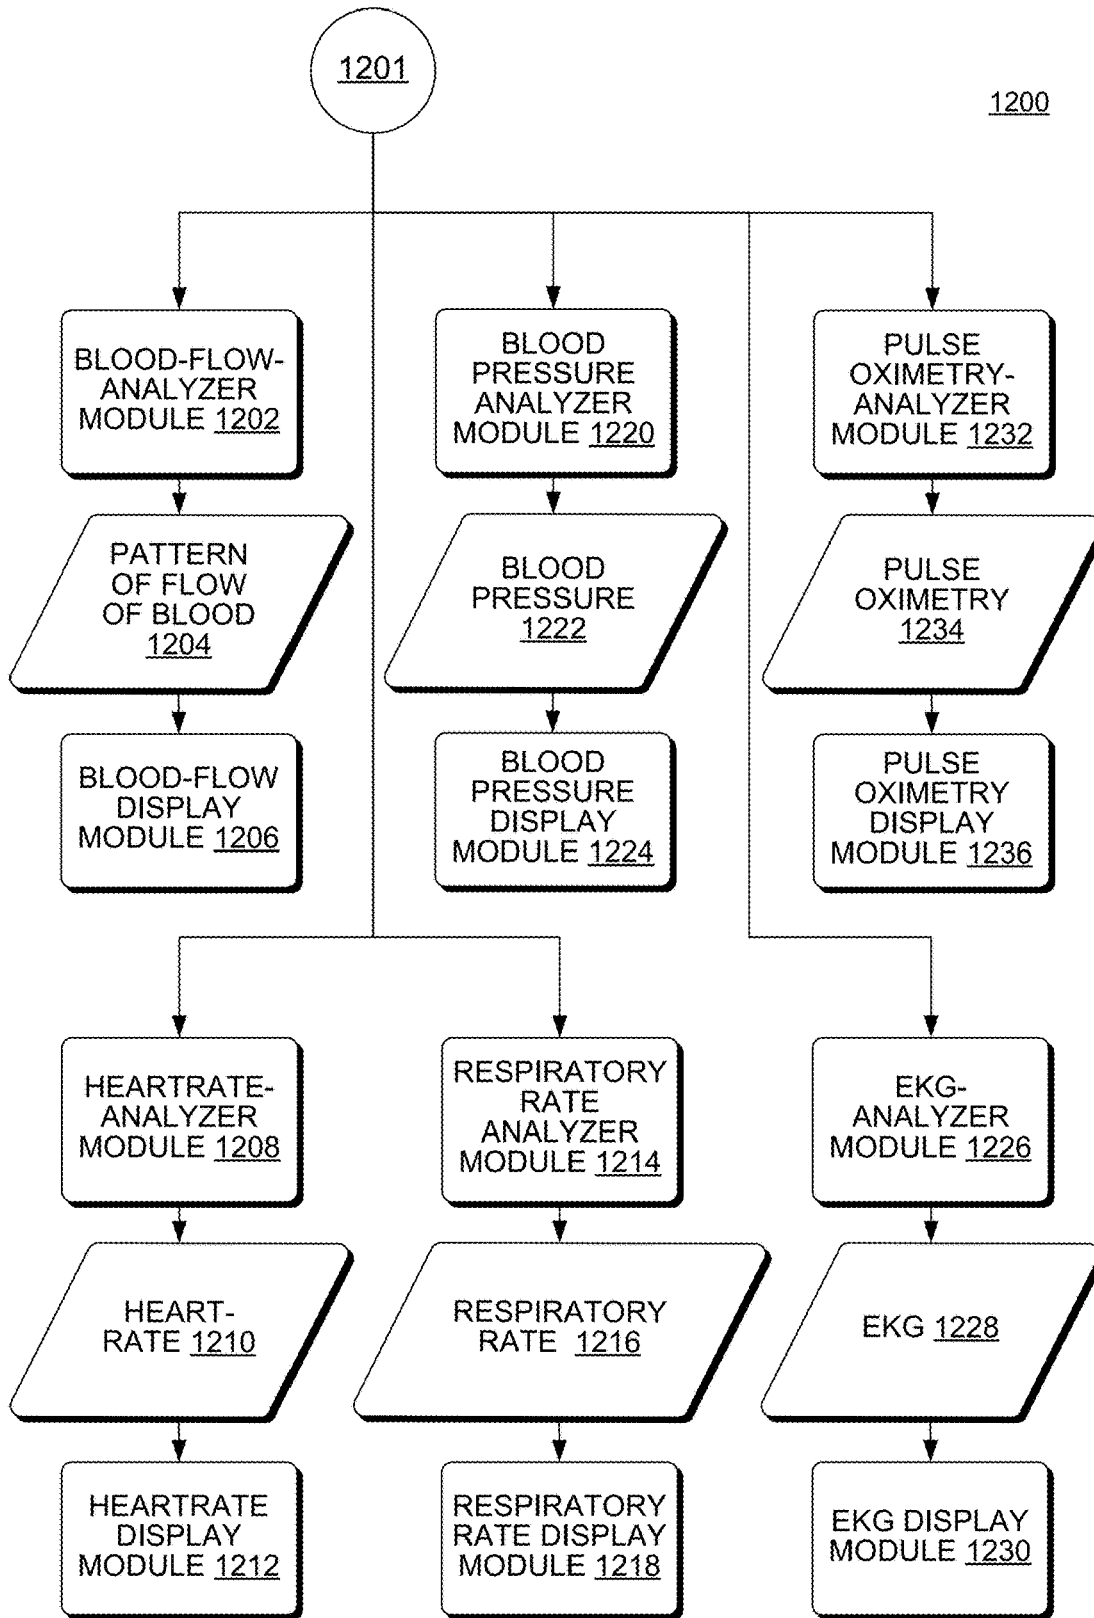 1201
1200
BLOOD-FLOW-
ANALYZER
MODULE 1202
BLOOD
PRESSURE
ANALYZER
MODULE 1220
PULSE
OXIMETRY-
ANALYZER
MODULE 1232
PATTERN
OF FLOW
OF BLOOD
1204
BLOOD
PRESSURE
1222
PULSE
OXIMETRY
1234
BLOOD-FLOW
DISPLAY
MODULE 1206
BLOOD
PRESSURE DISPLAY
MODULE 1224
PULSE
OXIMETRY DISPLAY
MODULE 1236
HEARTRATE-
ANALYZER
MODULE 1208
RESPIRATORY
RATE
ANALYZER
MODULE 1214
EKG-
ANALYZER
MODULE 1226
HEART-
RATE 1210
RESPIRATORY
RATE 1216
EKG 1228
HEARTRATE
DISPLAY
MODULE 1212
RESPIRATORY
RATE DISPLAY
MODULE 1218
EKG DISPLAY
MODULE 1230